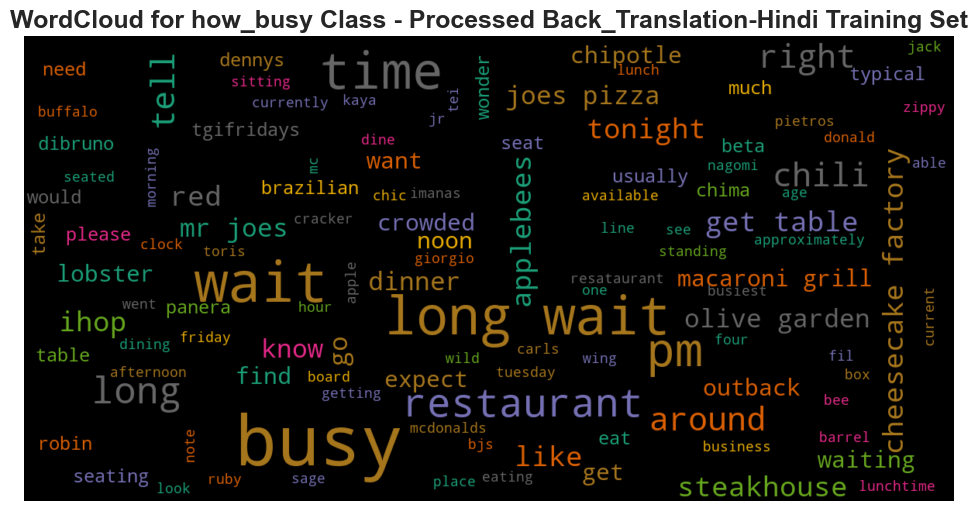 WordCloud for how_busy Class - Processed Back_Translation-Hindi Training Set
need
buffalo
dibruno
seated
would
take
please
clock
lobster
went
ihop
panera
table
dining
friday
afternoon
long
robin
seating
note
look
ruby
tell
dennys
sitting
currently
kaya
tgifridays
morning
red
mr joes
toris
wait
hour
know
find
board
getting
busy
sage
time
jr
tei
wonder
dine
mc
want
brazilian
chic
imanas
cracker
crowded
noon
giorgio
apple
dinner
long wait
go
expect
wild
carls
tuesday
restaurant
mcdonalds
bjs
like
place
eating
chipotle
lunch
joes pizza
seat
tonight
applebees
right
typical
jack
much
zippy
pietros
donald
beta
nagomi
able
usually
available
chima
age
chili
line
see
get table
approximately
standing
resataurant
one
macaroni grill
busiest
olive garden
four
pm
wing
fil
current
cheesecake factory
outback
box
bee
around
eat
business
barrel
get
waiting
steakhouse
lunchtime